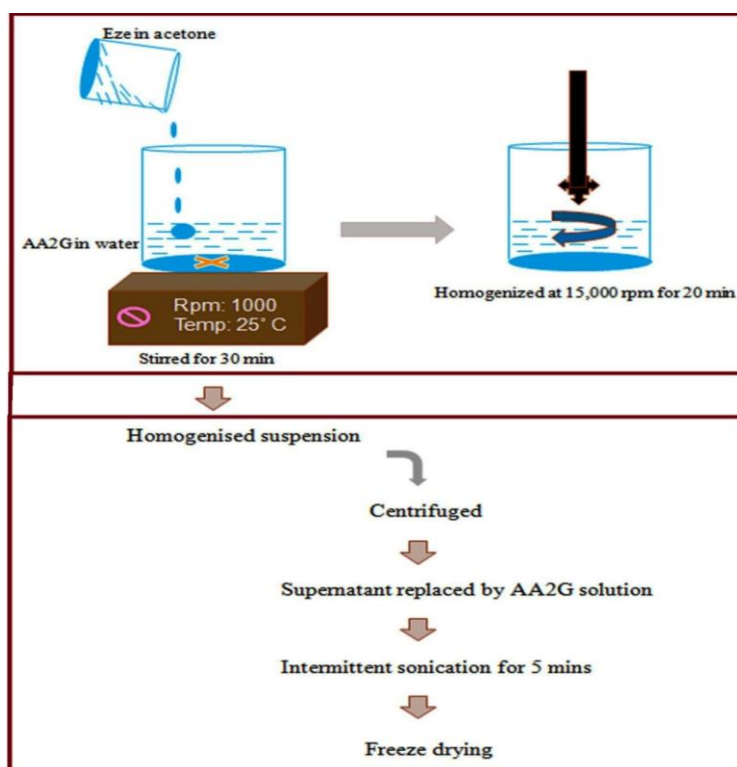 Eze in acetone
AA2G in water
Rpm: 1000
Temp: 25° C
Stirred for 30 min
Homogenized at 15,000 rpm for 20 min
Homogenised suspension
Centrifuged
Supernatant replaced by AA2G solution
Intermittent sonication for 5 mins
Freeze drying